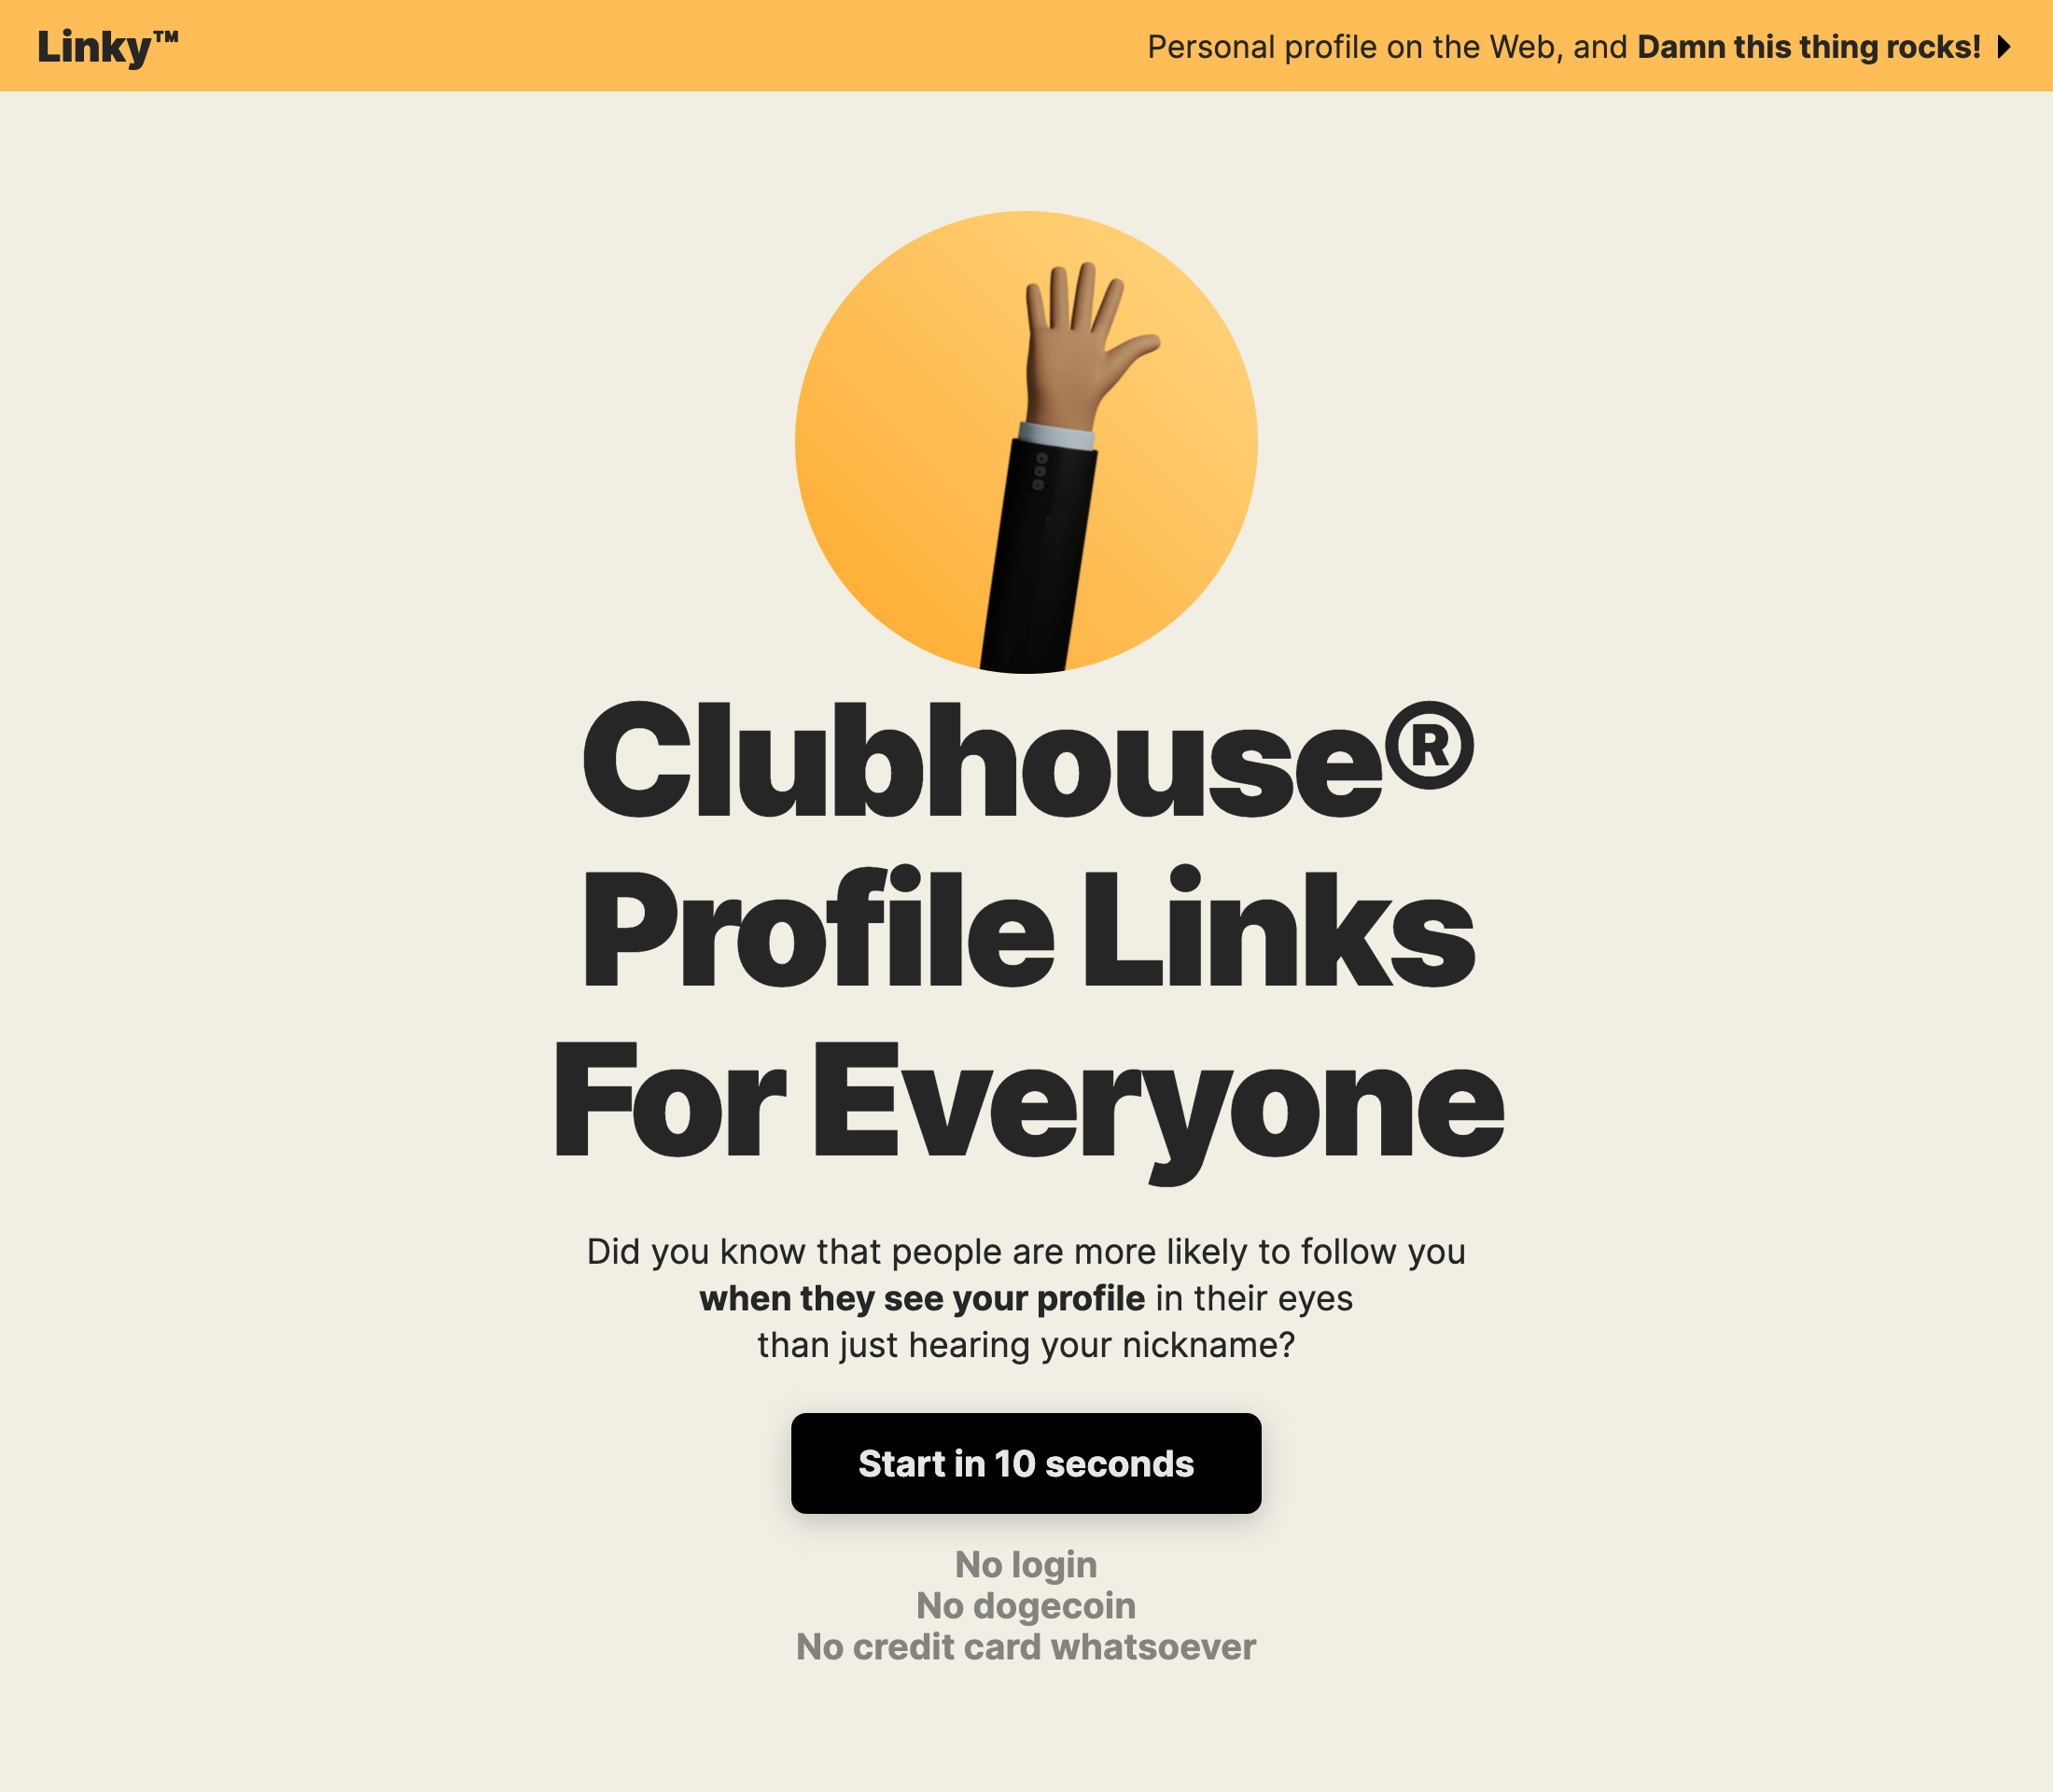 Linky™
Personal profile on the Web, and Damn this thing rocks!
Clubhouse®
Profile Links
For Everyone
Did you know that people are more likely to follow you
when they see your profile in their eyes
than just hearing your nickname?
Start in 10 seconds
No login
No dogecoin
No credit card whatsoever